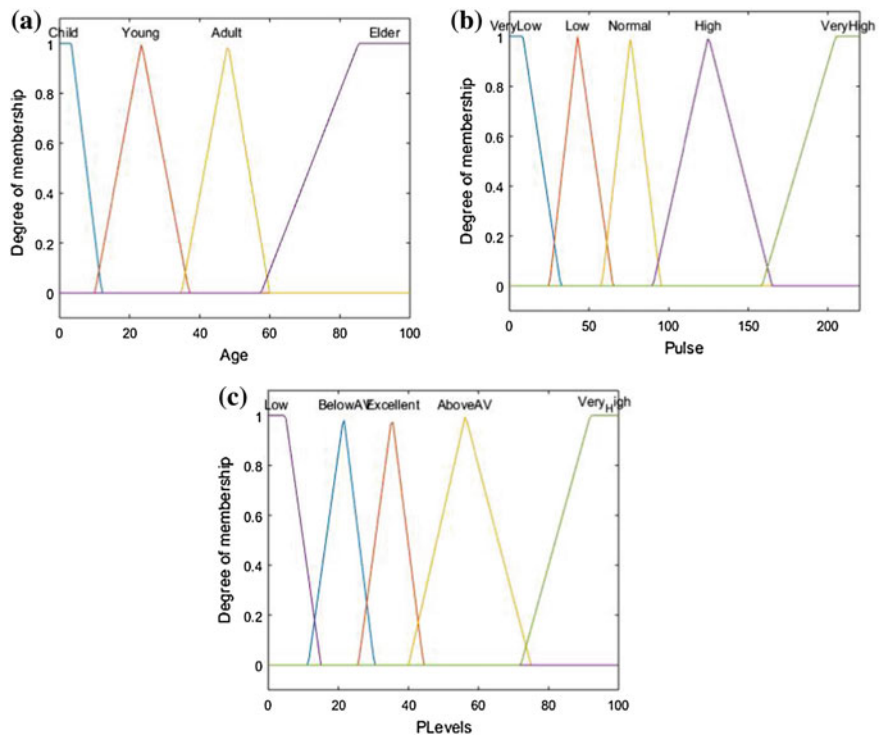 (a)
Child Young Adult Elder
1
0.8
0.6
0.4
0.2
0
Degree of membership
0 20 40 60 80 100
Age
(b)
VeryLow Low Normal High VeryHigh
1
0.8
0.6
0.4
0.2
0
Degree of membership
0 50 100 150 200
Pulse
(c)
Low BelowAV Excellent AboveAV Very_High
1
0.8
0.6
0.4
0.2
0
Degree of membership
0 20 40 60 80 100
PLevels